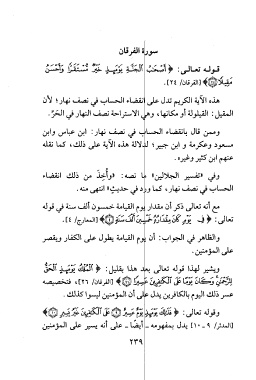 سورة الفرقان
قوله تعالى: ﴿ أَصْحَٰبُ ٱلْجَنَّةِ يَوْمَئِذٍ خَيْرٌ مُّسْتَقَرًّا وَأَحْسَنُ
مَقِيلًا ﴾ [الفرقان/ ٢٤].
هذه الآية الكريم تدل على انقضاء الحساب في نصف نهار؛ لأن
المقيل: القيلولة أو مكانها، وهي الاستراحة نصف النهار في الحَرِّ.
وممن قال بانقضاء الحساب في نصف نهار: ابن عباس وابن
مسعود وعكرمة و ابن جبير؛ لدلالة هذه الآية على ذلك، كما نقله
عنهم ابن كثير وغيره.
وفي «تفسير الجلالين» ما نصه: «وأُخِذَ من ذلك انقضاء
الحساب في نصف نهار، كما ورد في حديث» انتهى منه.
مع أنه تعالى ذكر أن مقدار يوم القيامة خمسون ألف سنة في قوله
تعالى: ﴿ فِي يَوْمٍ كَانَ مِقْدَارُهُۥ خَمْسِينَ أَلْفَ سَنَةٍ ﴾ [المعارج/ ٤].
والظاهر في الجواب: أن يوم القيامة يطول على الكفار ويقصر
على المؤمنين.
ويشير لهذا قوله تعالى بعد هذا بقليل: ﴿ ٱلْمُلْكُ يَوْمَئِذٍ ٱلْحَقُّ
لِلرَّحْمَٰنِ وَكَانَ يَوْمًا عَلَى ٱلْكَٰفِرِينَ عَسِيرًا ﴾ [الفرقان/ ٢٦]، فتخصيصه
عسر ذلك اليوم بالكافرين يدل على أن المؤمنين ليسوا كذلك.
وقوله تعالى: ﴿ فَذَٰلِكَ يَوْمَئِذٍ يَوْمٌ عَسِيرٌ عَلَى ٱلْكَٰفِرِينَ غَيْرُ يَسِيرٍ ﴾
[المدثر/ ٩ - ١٠] يدل بمفهومه - أيضًا - على أنه يسير على المؤمنين
٢٣٩